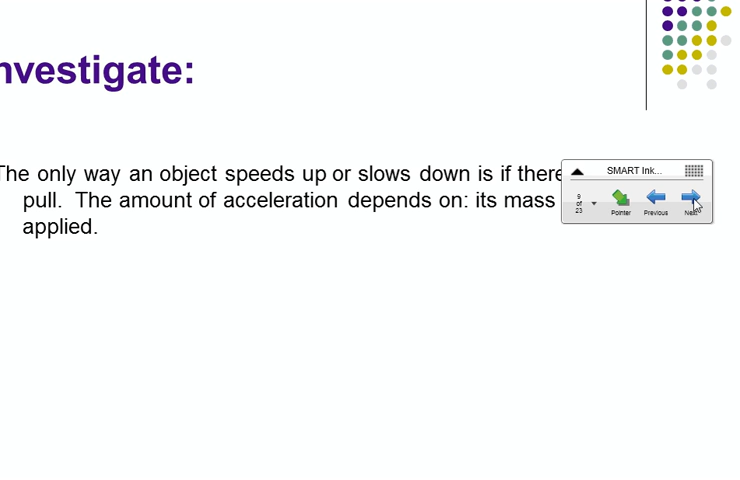 nvestigate:
The only way an object speeds up or slows down is if there
pull. The amount of acceleration depends on: its mass
applied.
SMART Ink...
9
of
23
Pointer
Previous
Next